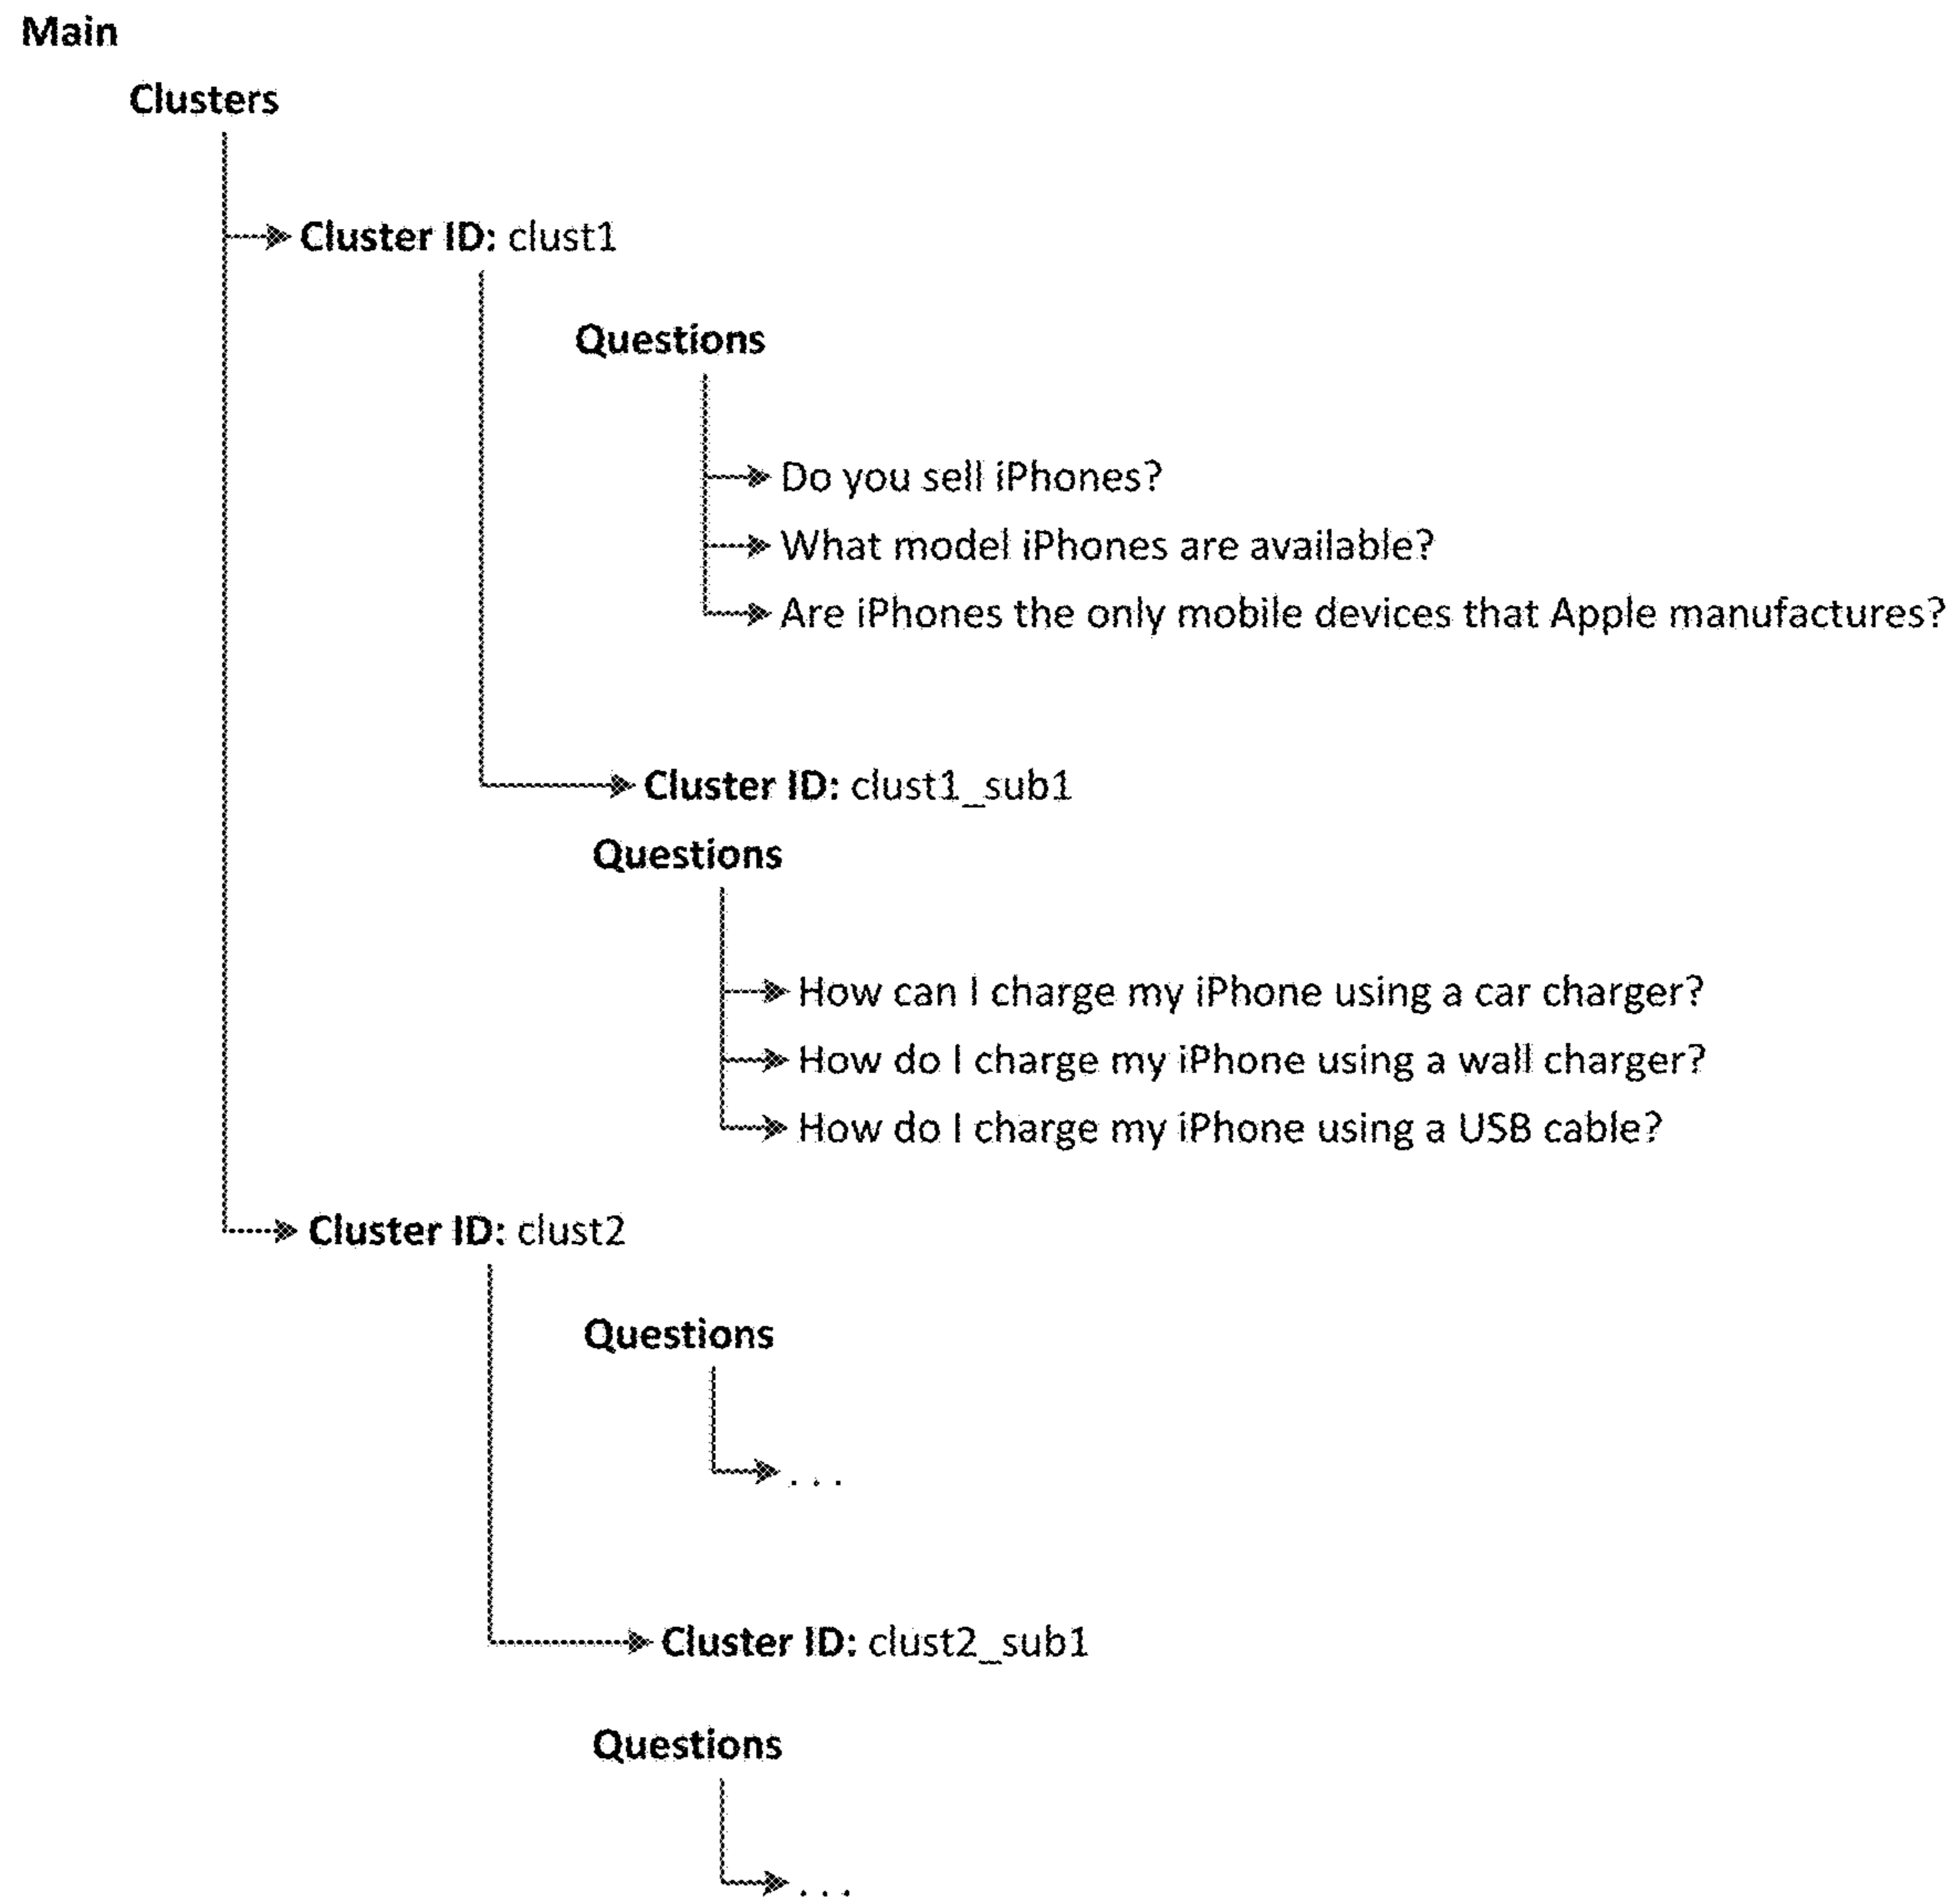 Main
Clusters
Cluster ID: clust1
Questions
Do you sell iPhones?
What model iPhones are available?
Are iPhones the only mobile devices that Apple manufactures?
Cluster ID: clust1_sub1
Questions
How can I charge my iPhone using a car charger?
How do I charge my iPhone using a wall charger?
How do I charge my iPhone using a USB cable?
Cluster ID: clust2
Questions
. . .
Cluster ID: clust2_sub1
Questions
. . .